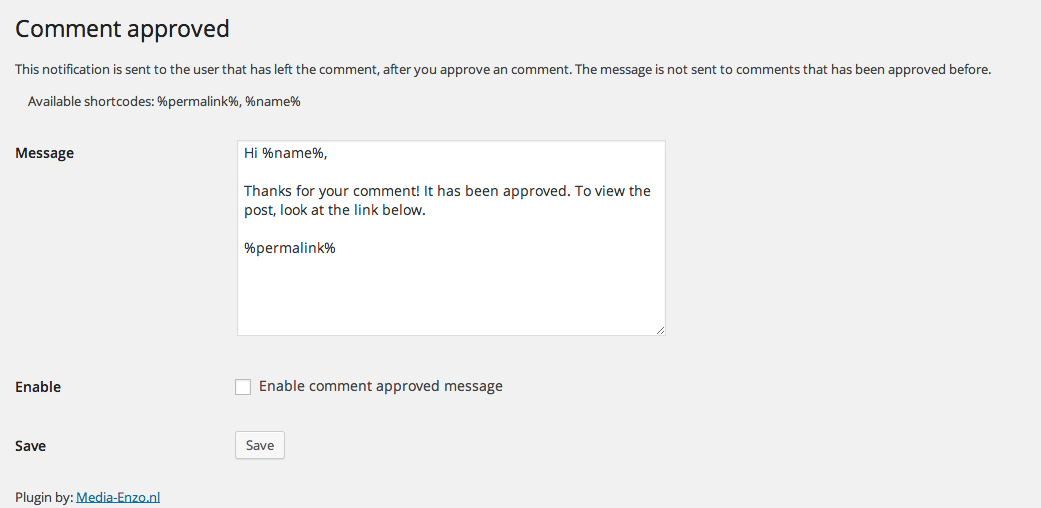 Comment approved
This notification is sent to the user that has left the comment, after you approve an comment. The message is not sent to comments that has been approved before.
Available shortcodes: %permalink%, %name%
Message
Hi %name%,
Thanks for your comment! It has been approved. To view the
post, look at the link below.
%permalink%
Enable
Enable comment approved message
Save
Save
Plugin by: Media-Enzo.nl